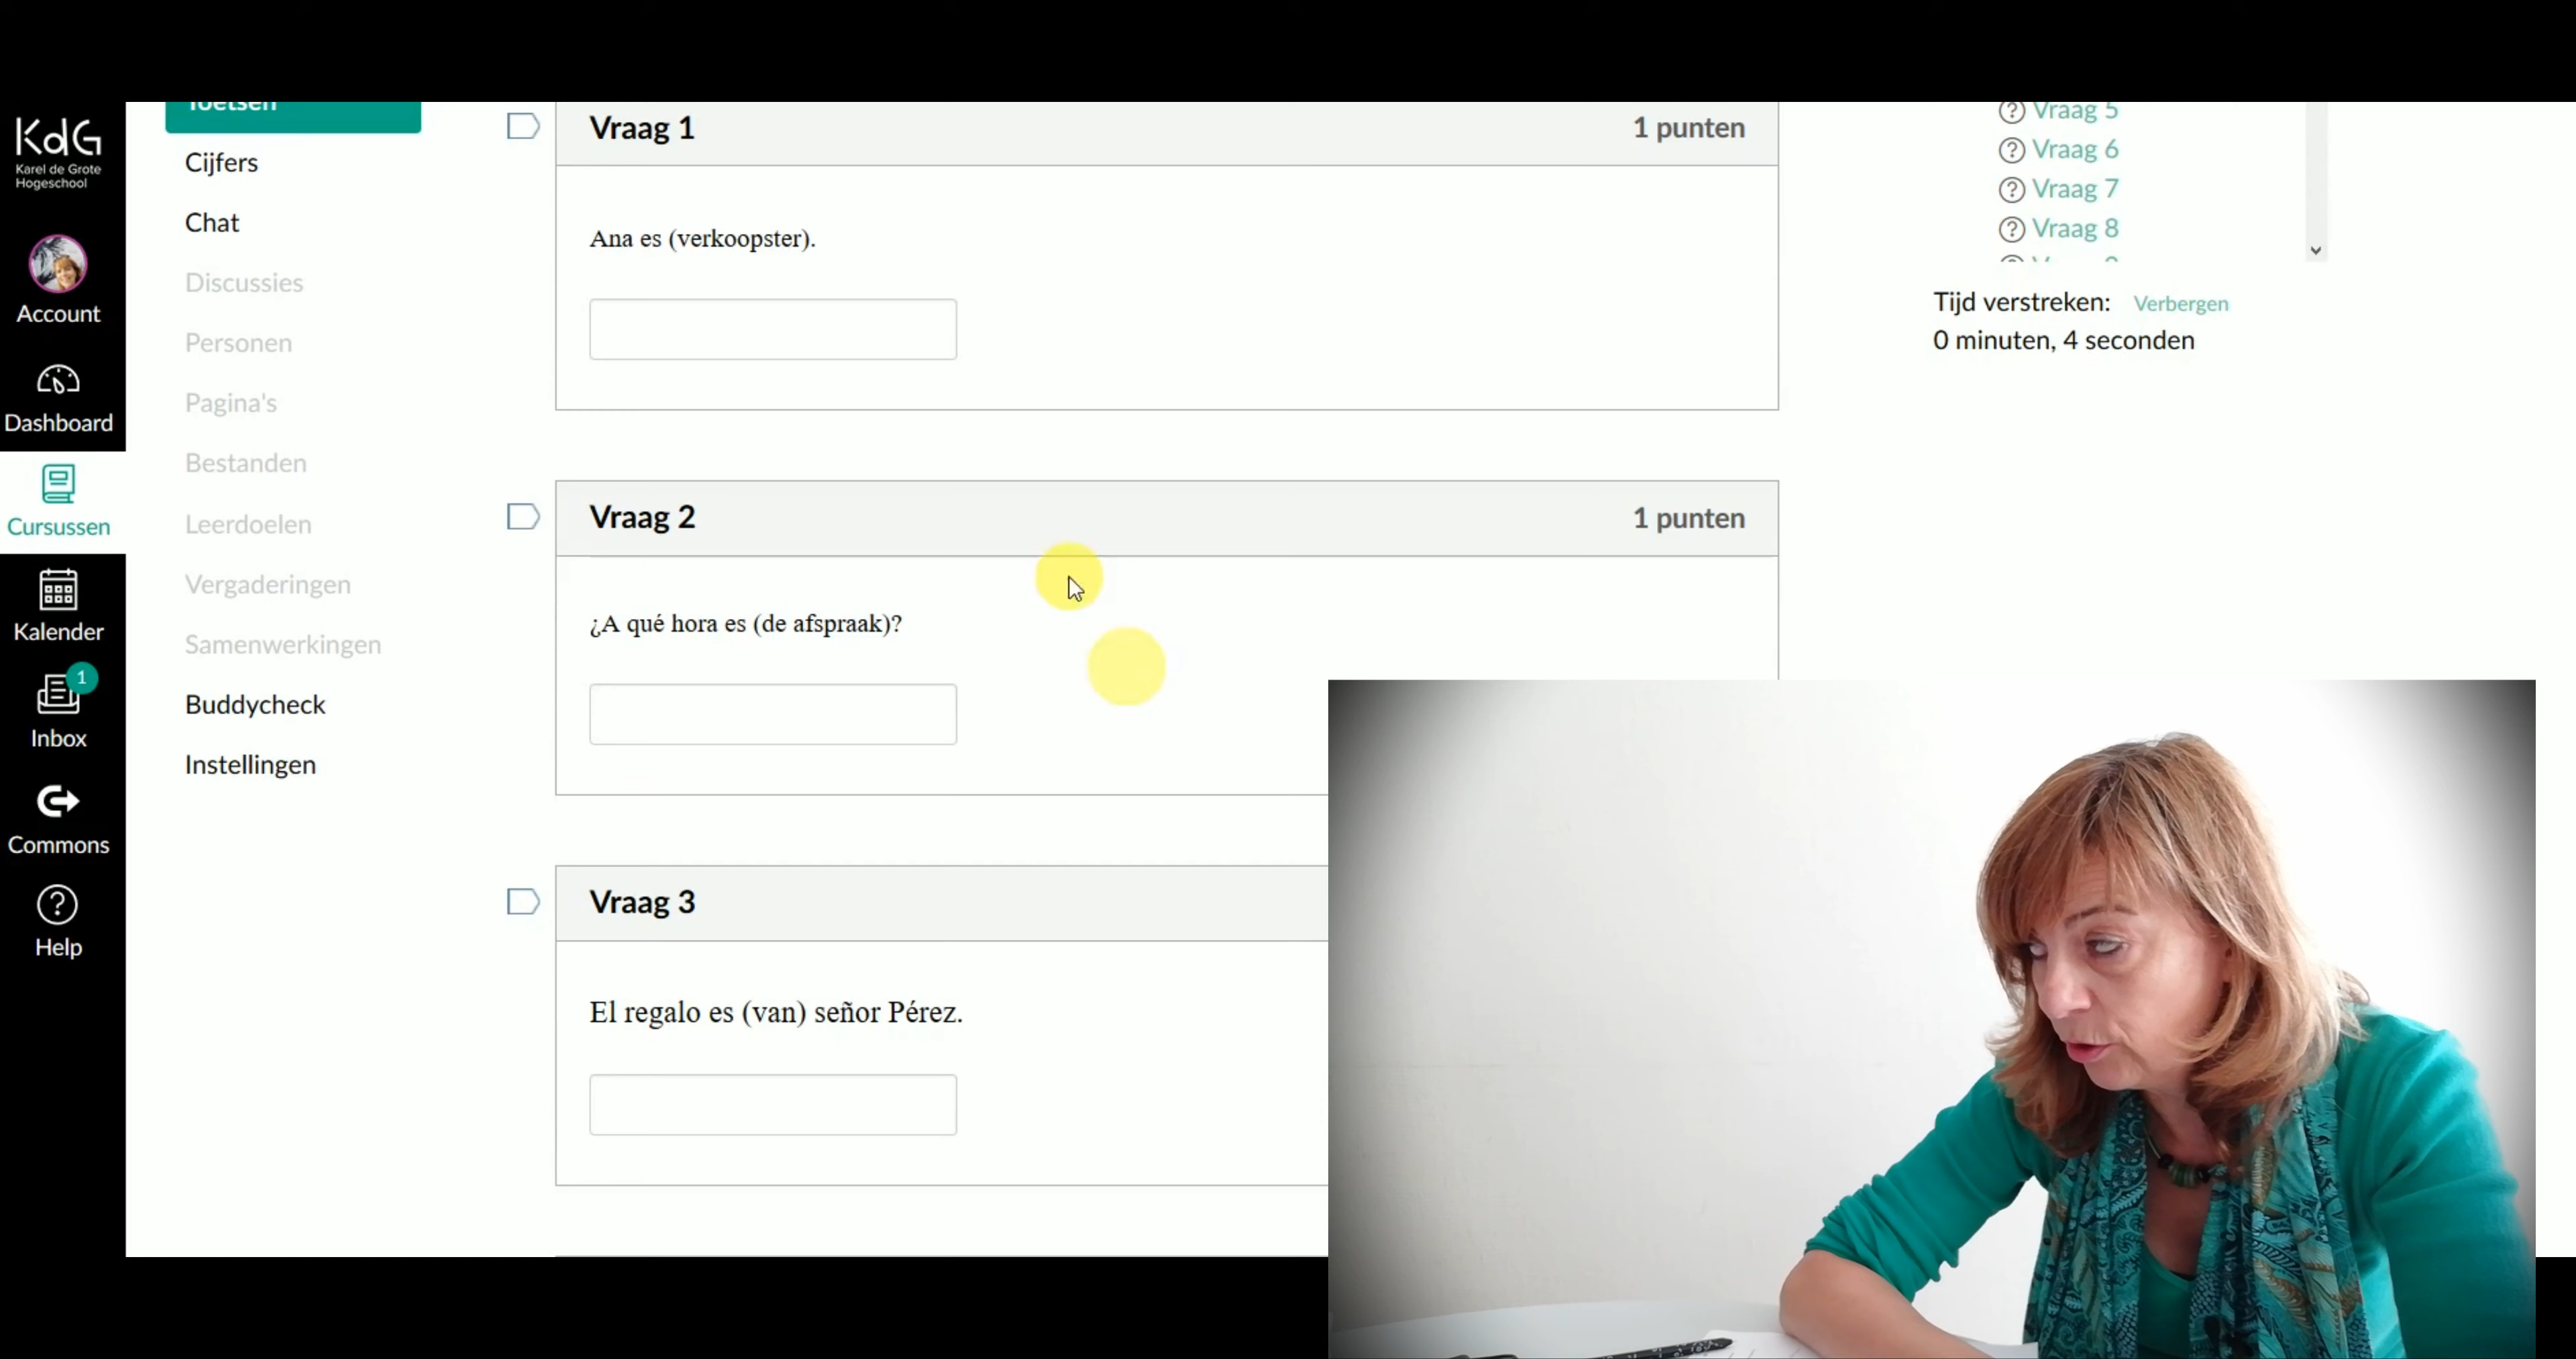 KdG
Karel de Grote
Hogeschool
Account
Dashboard
Cursussen
Kalender
1
Inbox
Commons
Help
Toetsen
Cijfers
Chat
Discussies
Personen
Pagina's
Bestanden
Leerdoelen
Vergaderingen
Samenwerkingen
Buddycheck
Instellingen
Vraag 1
1 punten
Ana es (verkoopster).
Vraag 2
1 punten
¿A qué hora es (de afspraak)?
Vraag 3
El regalo es (van) señor Pérez.
Vraag 5
Vraag 6
Vraag 7
Vraag 8
Tijd verstreken: Verbergen
0 minuten, 4 seconden